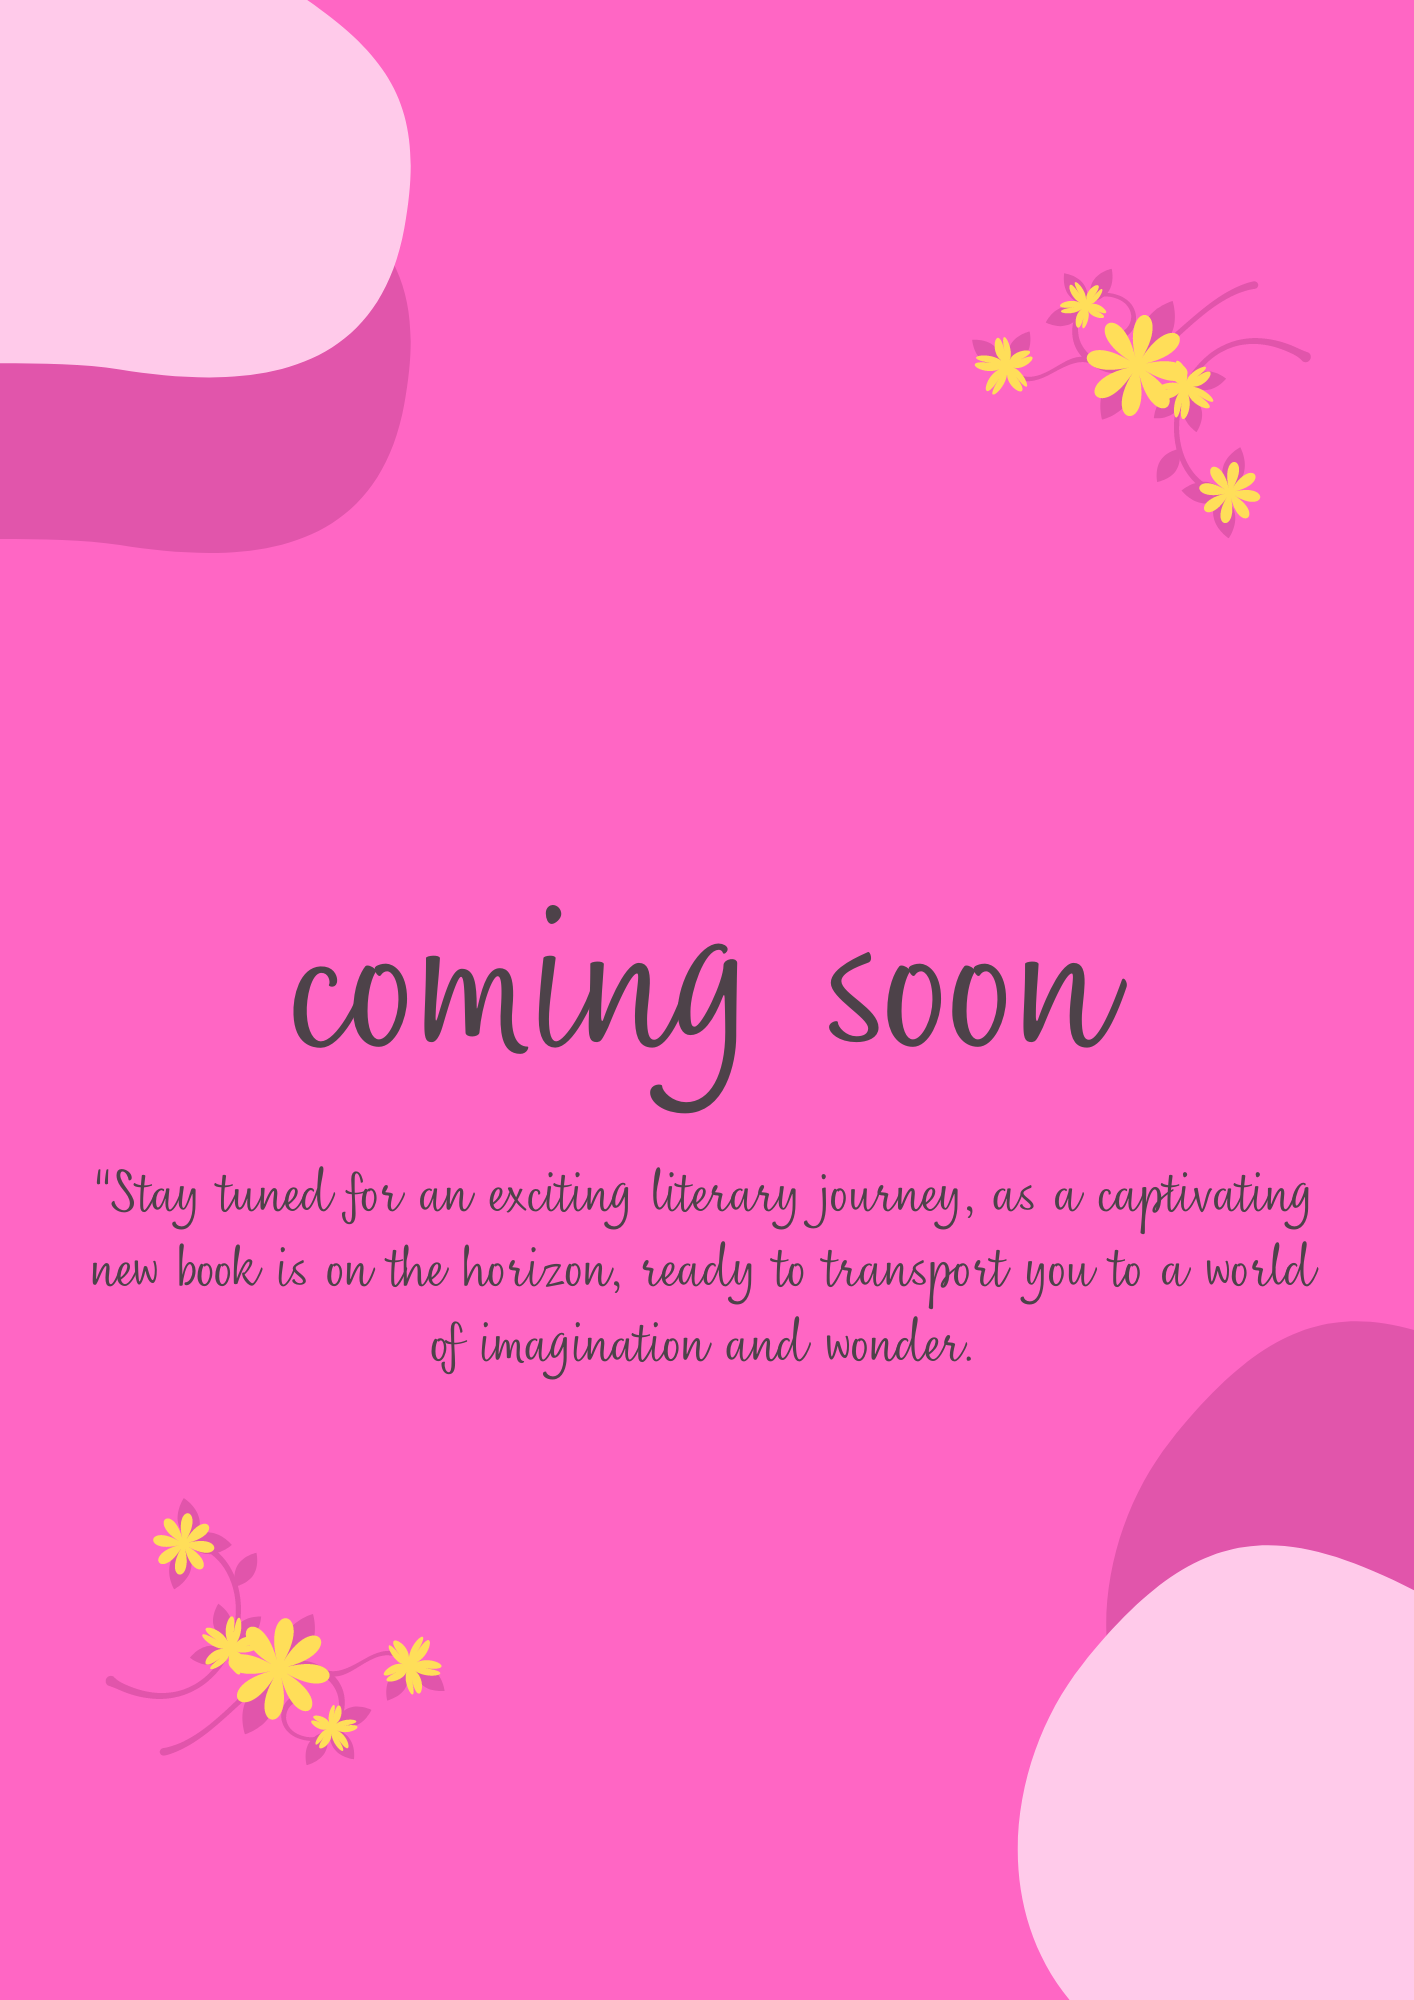 coming soon
"Stay tuned for an exciting literary journey, as a captivating
new book is on the horizon, ready to transport you to a world
of imagination and wonder.